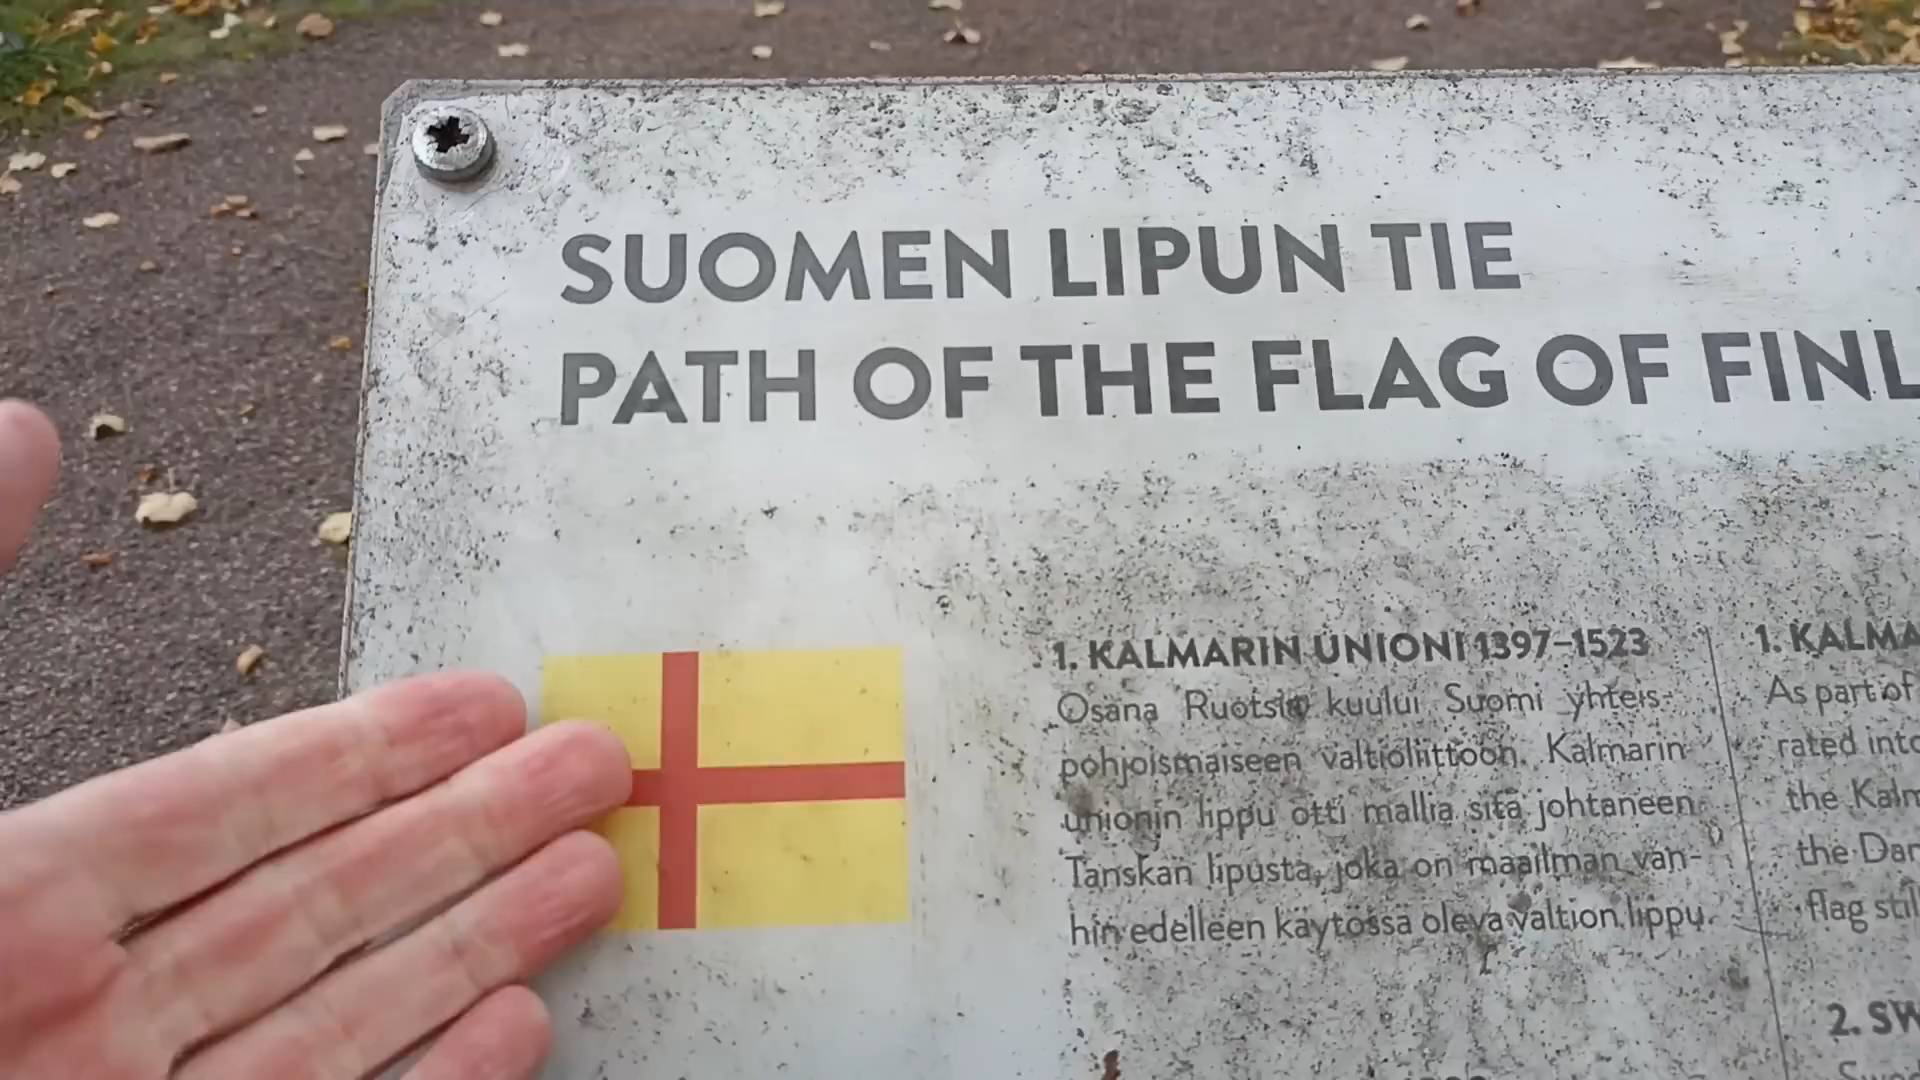 SUOMEN LIPUN TIE
PATH OF THE FLAG OF FINL
1. KALMARIN UNIONI 1397–1523
Osana Ruotsia kuului Suomi yhteis-
pohjoismaiseen valtioliittoon. Kalmarin
unionin lippu otti mallia sitä johtaneen
Tanskan lipusta, joka on maailman van-
hin edelleen käytössä oleva valtion lippu.
1. KALMA
As part of
rated into
the Kalm
the Dan
flag still
2. SW